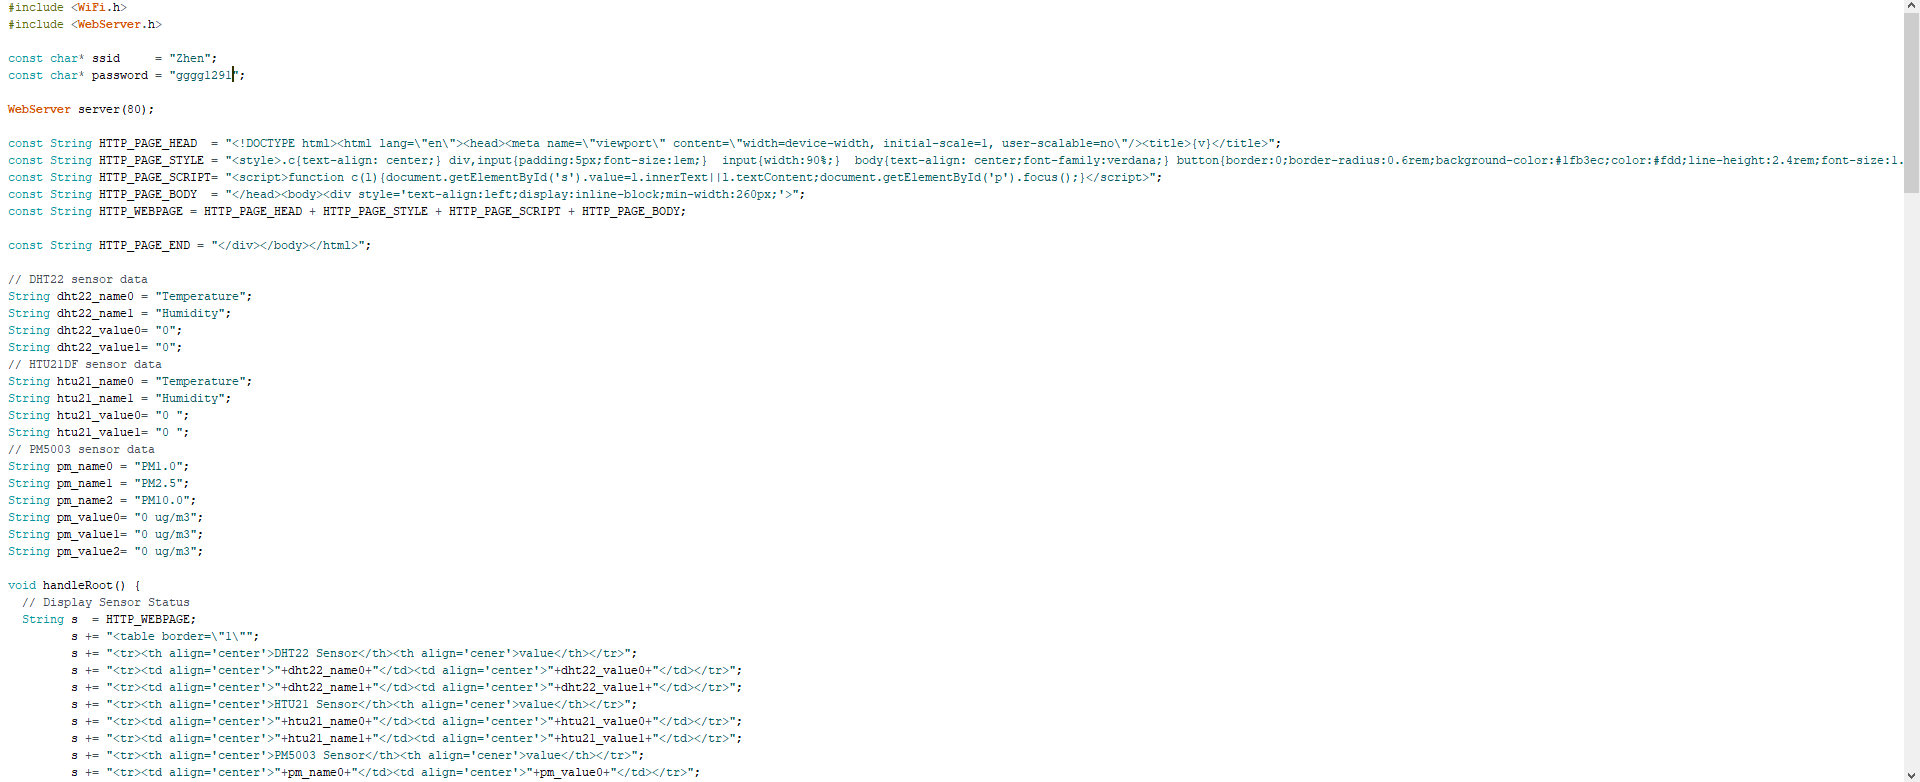 #include <WiFi.h>
#include <WebServer.h>
const char* ssid     = "Zhen";
const char* password = "gggg1291";
WebServer server(80);
const String HTTP_PAGE_HEAD  = "<!DOCTYPE html><html lang=\"en\"><head><meta name=\"viewport\" content=\"width=device-width, initial-scale=1, user-scalable=no\"/><title>{v}</title>";
const String HTTP_PAGE_STYLE = "<style>.c{text-align: center;} div,input{padding:5px;font-size:1em;}  input{width:90%;}  body{text-align: center;font-family:verdana;} button{border:0;border-radius:0.6rem;background-color:#1fb3ec;color:#fdd;line-height:2.4rem;font-size:1.
const String HTTP_PAGE_SCRIPT= "<script>function c(l){document.getElementById('s').value=l.innerText||l.textContent;document.getElementById('p').focus();}</script>";
const String HTTP_PAGE_BODY  = "</head><body><div style='text-align:left;display:inline-block;min-width:260px;'>";
const String HTTP_WEBPAGE = HTTP_PAGE_HEAD + HTTP_PAGE_STYLE + HTTP_PAGE_SCRIPT + HTTP_PAGE_BODY;
const String HTTP_PAGE_END = "</div></body></html>";
// DHT22 sensor data
String dht22_name0 = "Temperature";
String dht22_name1 = "Humidity";
String dht22_value0= "0";
String dht22_value1= "0";
// HTU21DF sensor data
String htu21_name0 = "Temperature";
String htu21_name1 = "Humidity";
String htu21_value0= "0 ";
String htu21_value1= "0 ";
// PM5003 sensor data
String pm_name0 = "PM1.0";
String pm_name1 = "PM2.5";
String pm_name2 = "PM10.0";
String pm_value0= "0 ug/m3";
String pm_value1= "0 ug/m3";
String pm_value2= "0 ug/m3";
void handleRoot() {
  // Display Sensor Status
  String s  = HTTP_WEBPAGE;
         s += "<table border=\"1\"";
         s += "<tr><th align='center'>DHT22 Sensor</th><th align='cener'>value</th></tr>";
         s += "<tr><td align='center'>"+dht22_name0+"</td><td align='center'>"+dht22_value0+"</td></tr>";
         s += "<tr><td align='center'>"+dht22_name1+"</td><td align='center'>"+dht22_value1+"</td></tr>";
         s += "<tr><th align='center'>HTU21 Sensor</th><th align='cener'>value</th></tr>";
         s += "<tr><td align='center'>"+htu21_name0+"</td><td align='center'>"+htu21_value0+"</td></tr>";
         s += "<tr><td align='center'>"+htu21_name1+"</td><td align='center'>"+htu21_value1+"</td></tr>";
         s += "<tr><th align='center'>PM5003 Sensor</th><th align='cener'>value</th></tr>";
         s += "<tr><td align='center'>"+pm_name0+"</td><td align='center'>"+pm_value0+"</td></tr>";